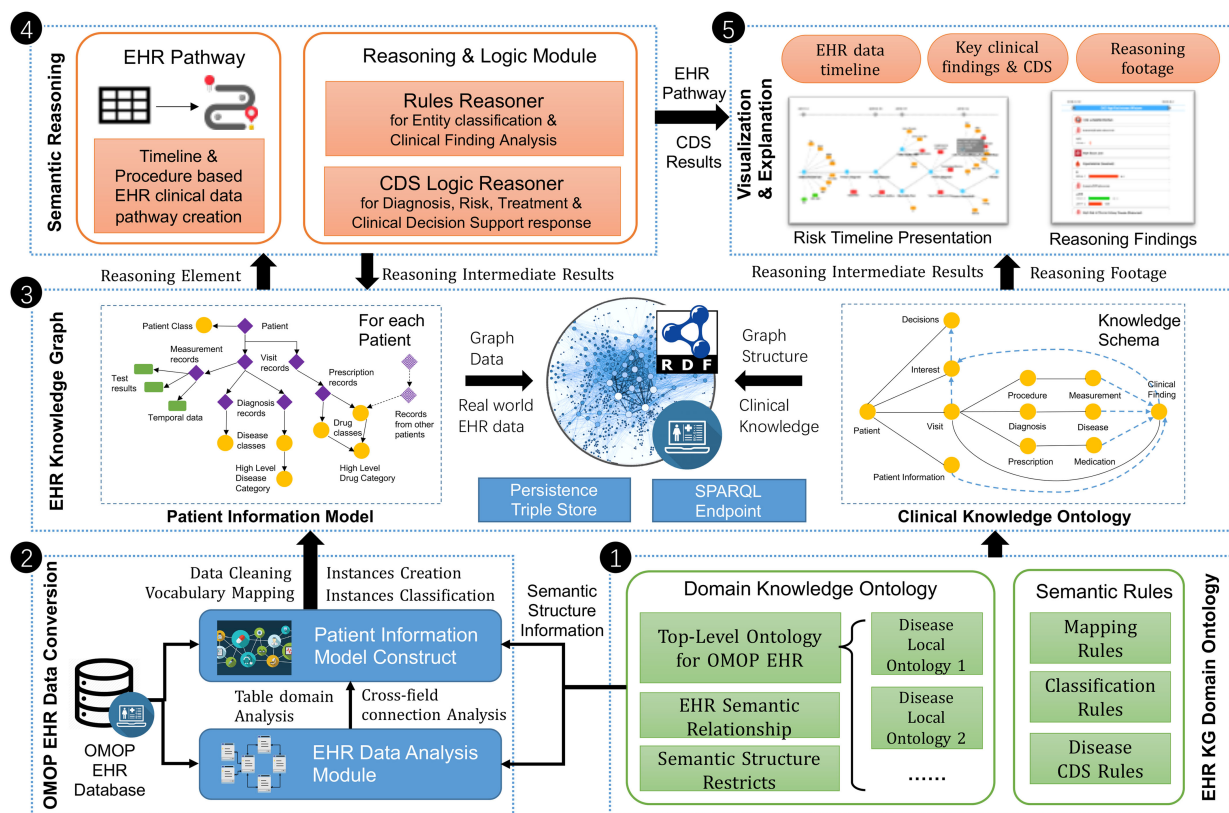 4
Semantic Reasoning
EHR Pathway
Timeline &
Procedure based
EHR clinical data
pathway creation
Reasoning & Logic Module
Rules Reasoner
for Entity classification &
Clinical Finding Analysis
CDS Logic Reasoner
for Diagnosis, Risk, Treatment &
Clinical Decision Support response
EHR
Pathway
CDS
Results
5
Visualization
& Explanation
EHR data
timeline
Key clinical
findings & CDS
Reasoning
footage
Risk Timeline Presentation
Reasoning Findings
Reasoning Element
Reasoning Intermediate Results
Reasoning Intermediate Results
Reasoning Footage
3
EHR Knowledge Graph
Patient Class
Patient
For each
Patient
Measurement
records
Visit
records
Test
results
Prescription
records
Temporal data
Diagnosis
records
Records
from other
patients
Drug
classes
Disease classes
High Level
Disease
Category
High Level
Drug Category
Patient Information Model
Graph
Data
Real world
EHR data
RDF
Graph
Structure
Clinical
Knowledge
Persistence
Triple Store
SPARQL
Endpoint
Decisions
Knowledge
Schema
Interest
Procedure
Measurement
Clinical
Finding
Patient
Visit
Diagnosis
Disease
Prescription
Medication
Patient Information
Clinical Knowledge Ontology
2
OMOP EHR Data Conversion
Data Cleaning
Vocabulary Mapping
Instances Creation
Instances Classification
Semantic
Structure
Information
Patient Information
Model Construct
Table domain
Analysis
Cross-field
connection Analysis
EHR Data Analysis
Module
OMOP
EHR
Database
1
EHR KG Domain Ontology
Domain Knowledge Ontology
Top-Level Ontology
for OMOP EHR
EHR Semantic
Relationship
Semantic Structure
Restricts
Disease
Local
Ontology 1
Disease
Local
Ontology 2
......
Semantic Rules
Mapping
Rules
Classification
Rules
Disease
CDS Rules